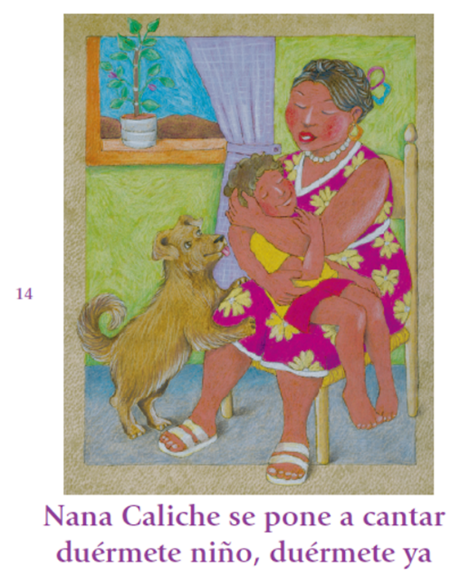 14
Nana Caliche se pone a cantar
duérmete niño, duérmete ya